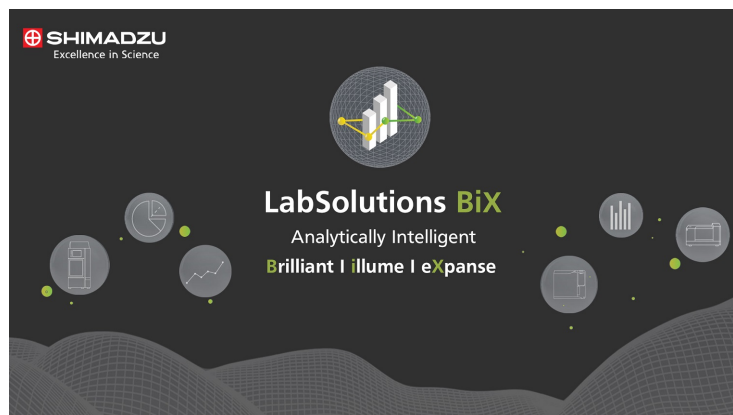 SHIMADZU
Excellence in Science
LabSolutions BiX
Analytically Intelligent
Brilliant I illume I eXpanse